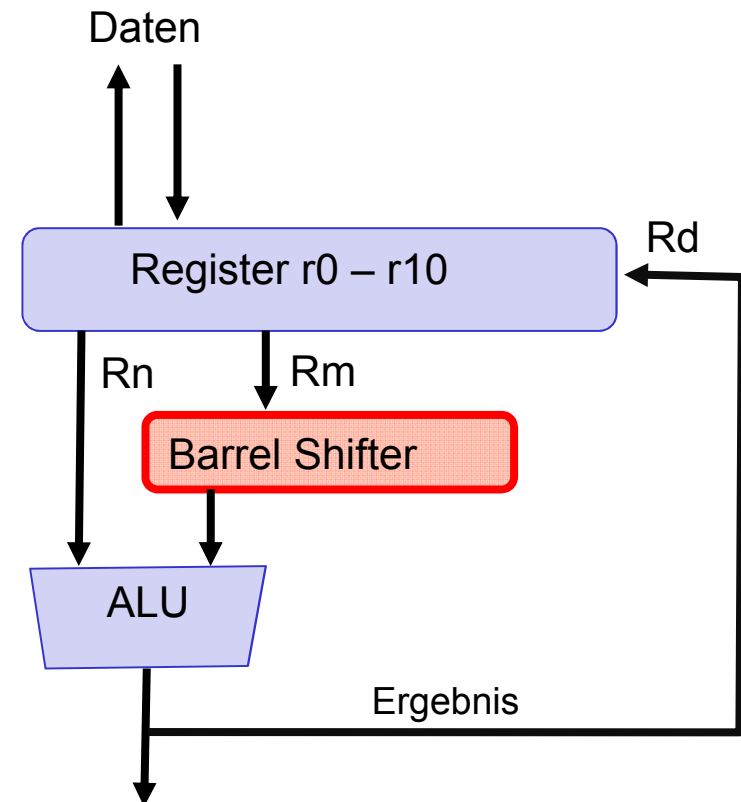 Daten
Rd
Register r0 – r10
Rn
Rm
Barrel Shifter
ALU
Ergebnis